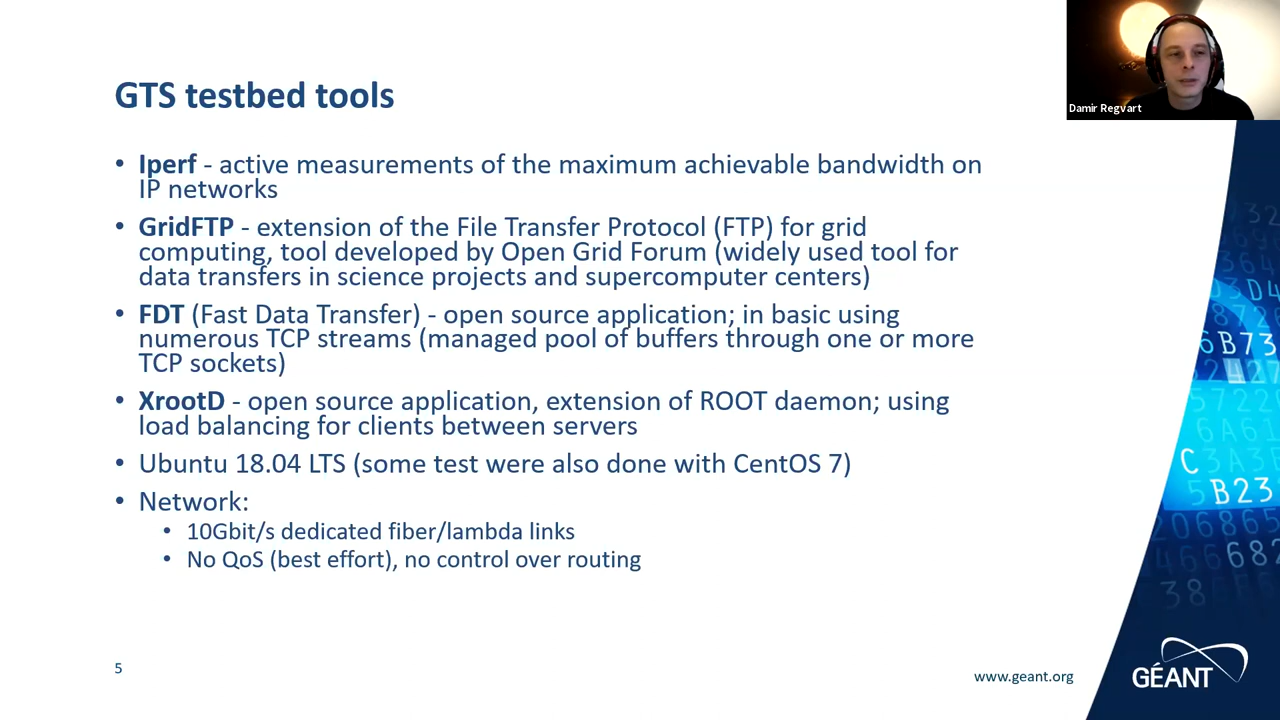 GTS testbed tools
Damir Regvart
• Iperf - active measurements of the maximum achievable bandwidth on
IP networks
• GridFTP - extension of the File Transfer Protocol (FTP) for grid
computing, tool developed by Open Grid Forum (widely used tool for
data transfers in science projects and supercomputer centers)
• FDT (Fast Data Transfer) - open source application; in basic using
numerous TCP streams (managed pool of buffers through one or more
TCP sockets)
• XrootD - open source application, extension of ROOT daemon; using
load balancing for clients between servers
• Ubuntu 18.04 LTS (some test were also done with CentOS 7)
• Network:
• 10Gbit/s dedicated fiber/lambda links
• No QoS (best effort), no control over routing
6B73
C3A3
5B23
5
www.geant.org
GÉANT